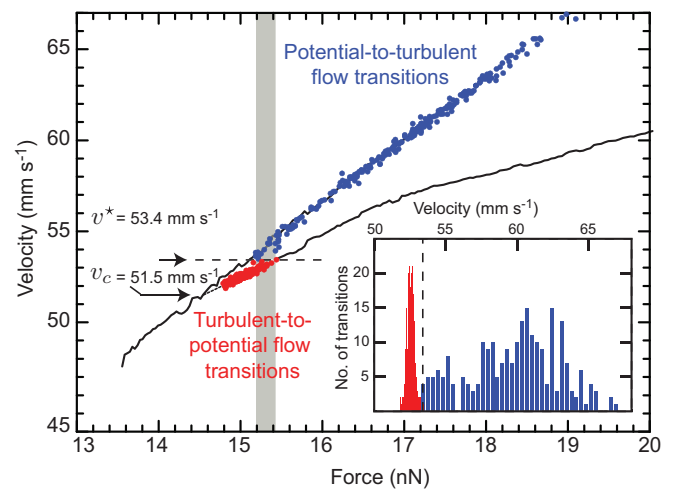 65
60
55
50
45
Velocity (mm s-1)
Potential-to-turbulent
flow transitions
v⋆ = 53.4 mm s-1
vc = 51.5 mm s-1
Turbulent-to-
potential flow
transitions
Velocity (mm s-1)
50 55 60 65
20
15
10
5
No. of transitions
13 14 15 16 17 18 19 20
Force (nN)